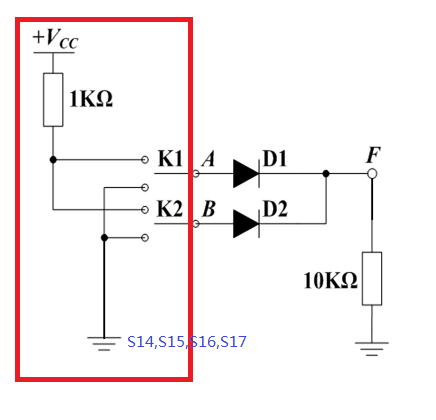 +VCC
1KΩ
K1 A D1 F
K2 B D2
10KΩ
S14,S15,S16,S17